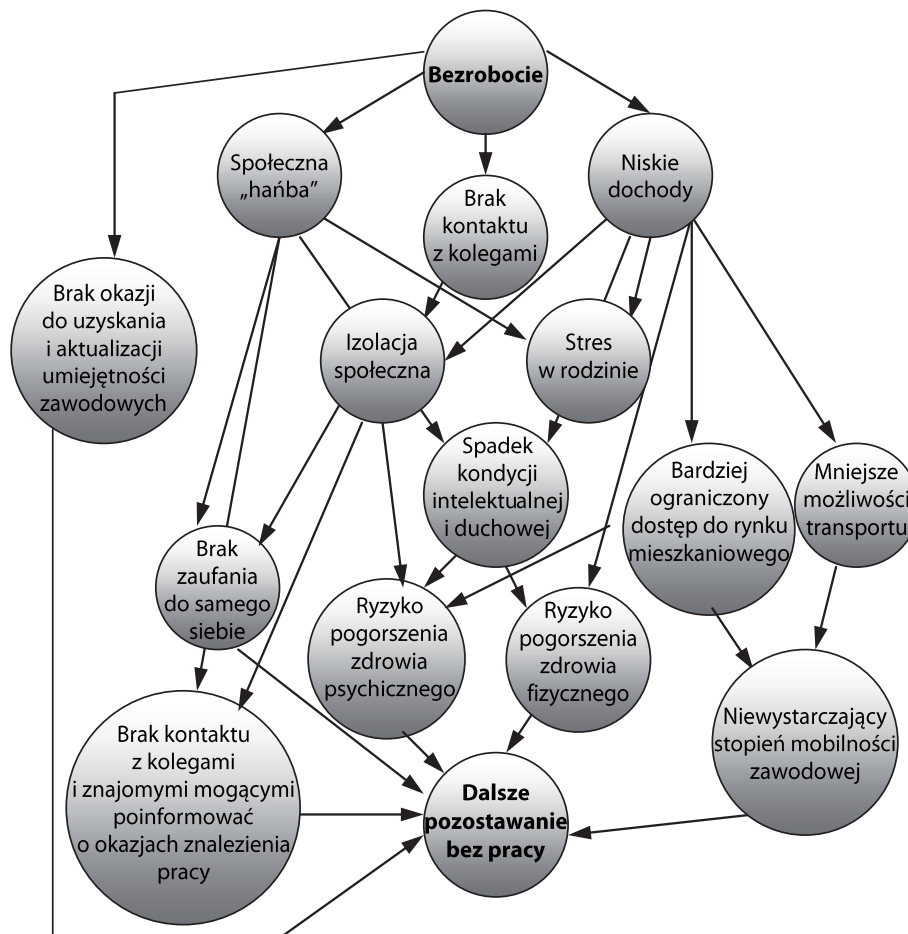 Bezrobocie
Społeczna
„hańba”
Niskie
dochody
Brak
kontaktu
z kolegami
Brak okazji
do uzyskania
i aktualizacji
umiejętności
zawodowych
Izolacja
społeczna
Stres
w rodzinie
Spadek
kondycji
intelektualnej
i duchowej
Bardziej
ograniczony
dostęp do rynku
mieszkaniowego
Mniejsze
możliwości
transportu
Brak
zaufania
do samego
siebie
Ryzyko
pogorszenia
zdrowia
psychicznego
Ryzyko
pogorszenia
zdrowia
fizycznego
Niewystarczający
stopień mobilności
zawodowej
Brak kontaktu
z kolegami
i znajomymi mogącymi
poinformować
o okazjach znalezienia
pracy
Dalsze
pozostawanie
bez pracy